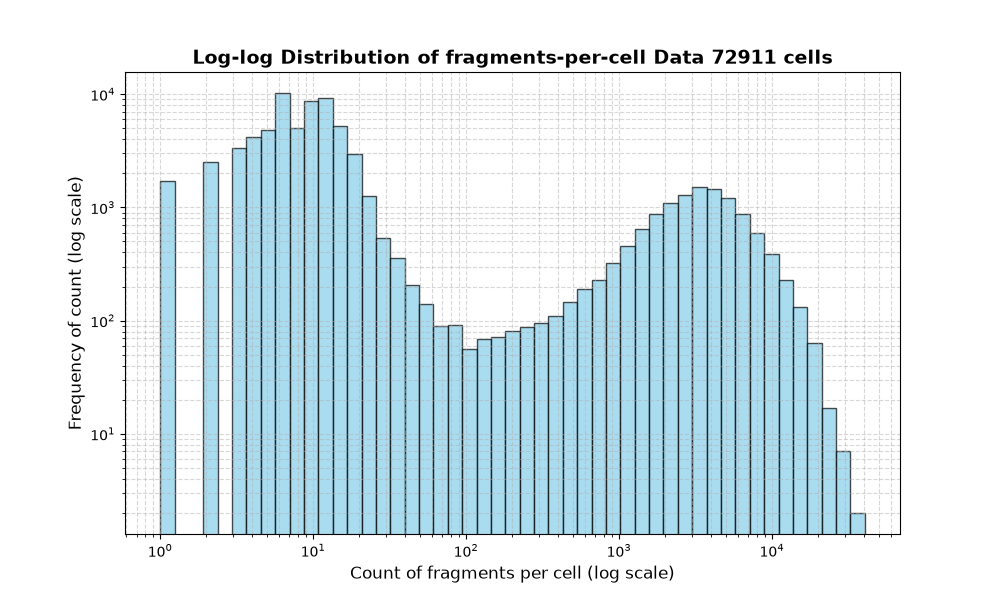 Log-log Distribution of fragments-per-cell Data 72911 cells
Frequency of count (log scale)
10⁴
10³
10²
10¹
10⁰ 10¹ 10² 10³ 10⁴
Count of fragments per cell (log scale)